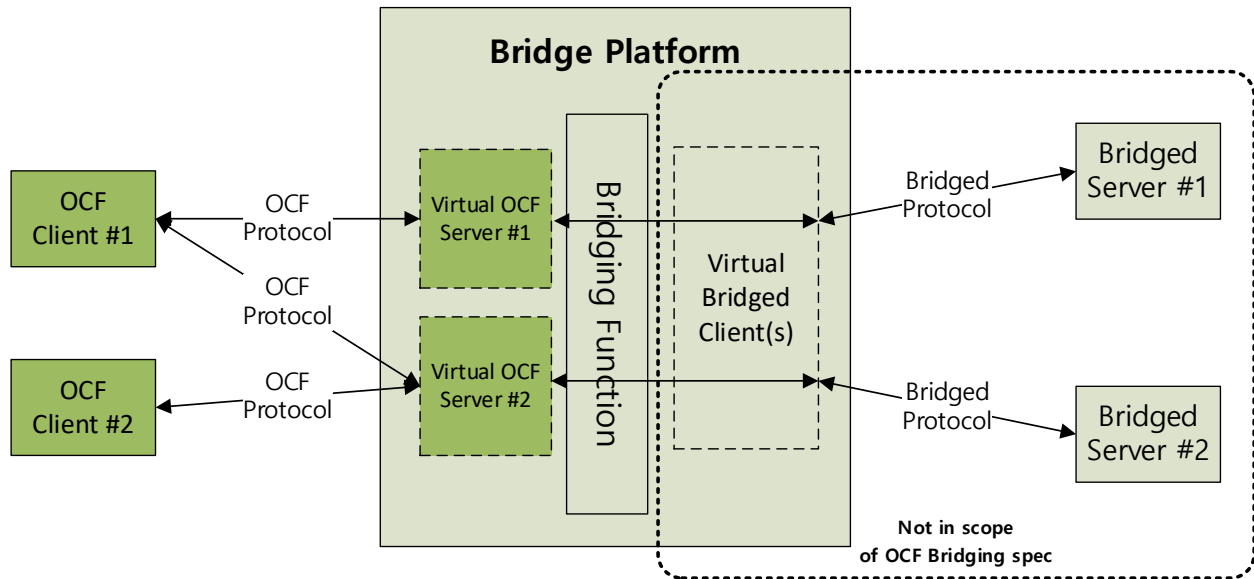 Bridge Platform
OCF
Client #1
OCF
Protocol
Virtual OCF
Server #1
OCF
Protocol
OCF
Client #2
OCF
Protocol
Virtual OCF
Server #2
Bridging Function
Virtual
Bridged
Client(s)
Bridged
Protocol
Bridged
Server #1
Bridged
Protocol
Bridged
Server #2
Not in scope
of OCF Bridging spec